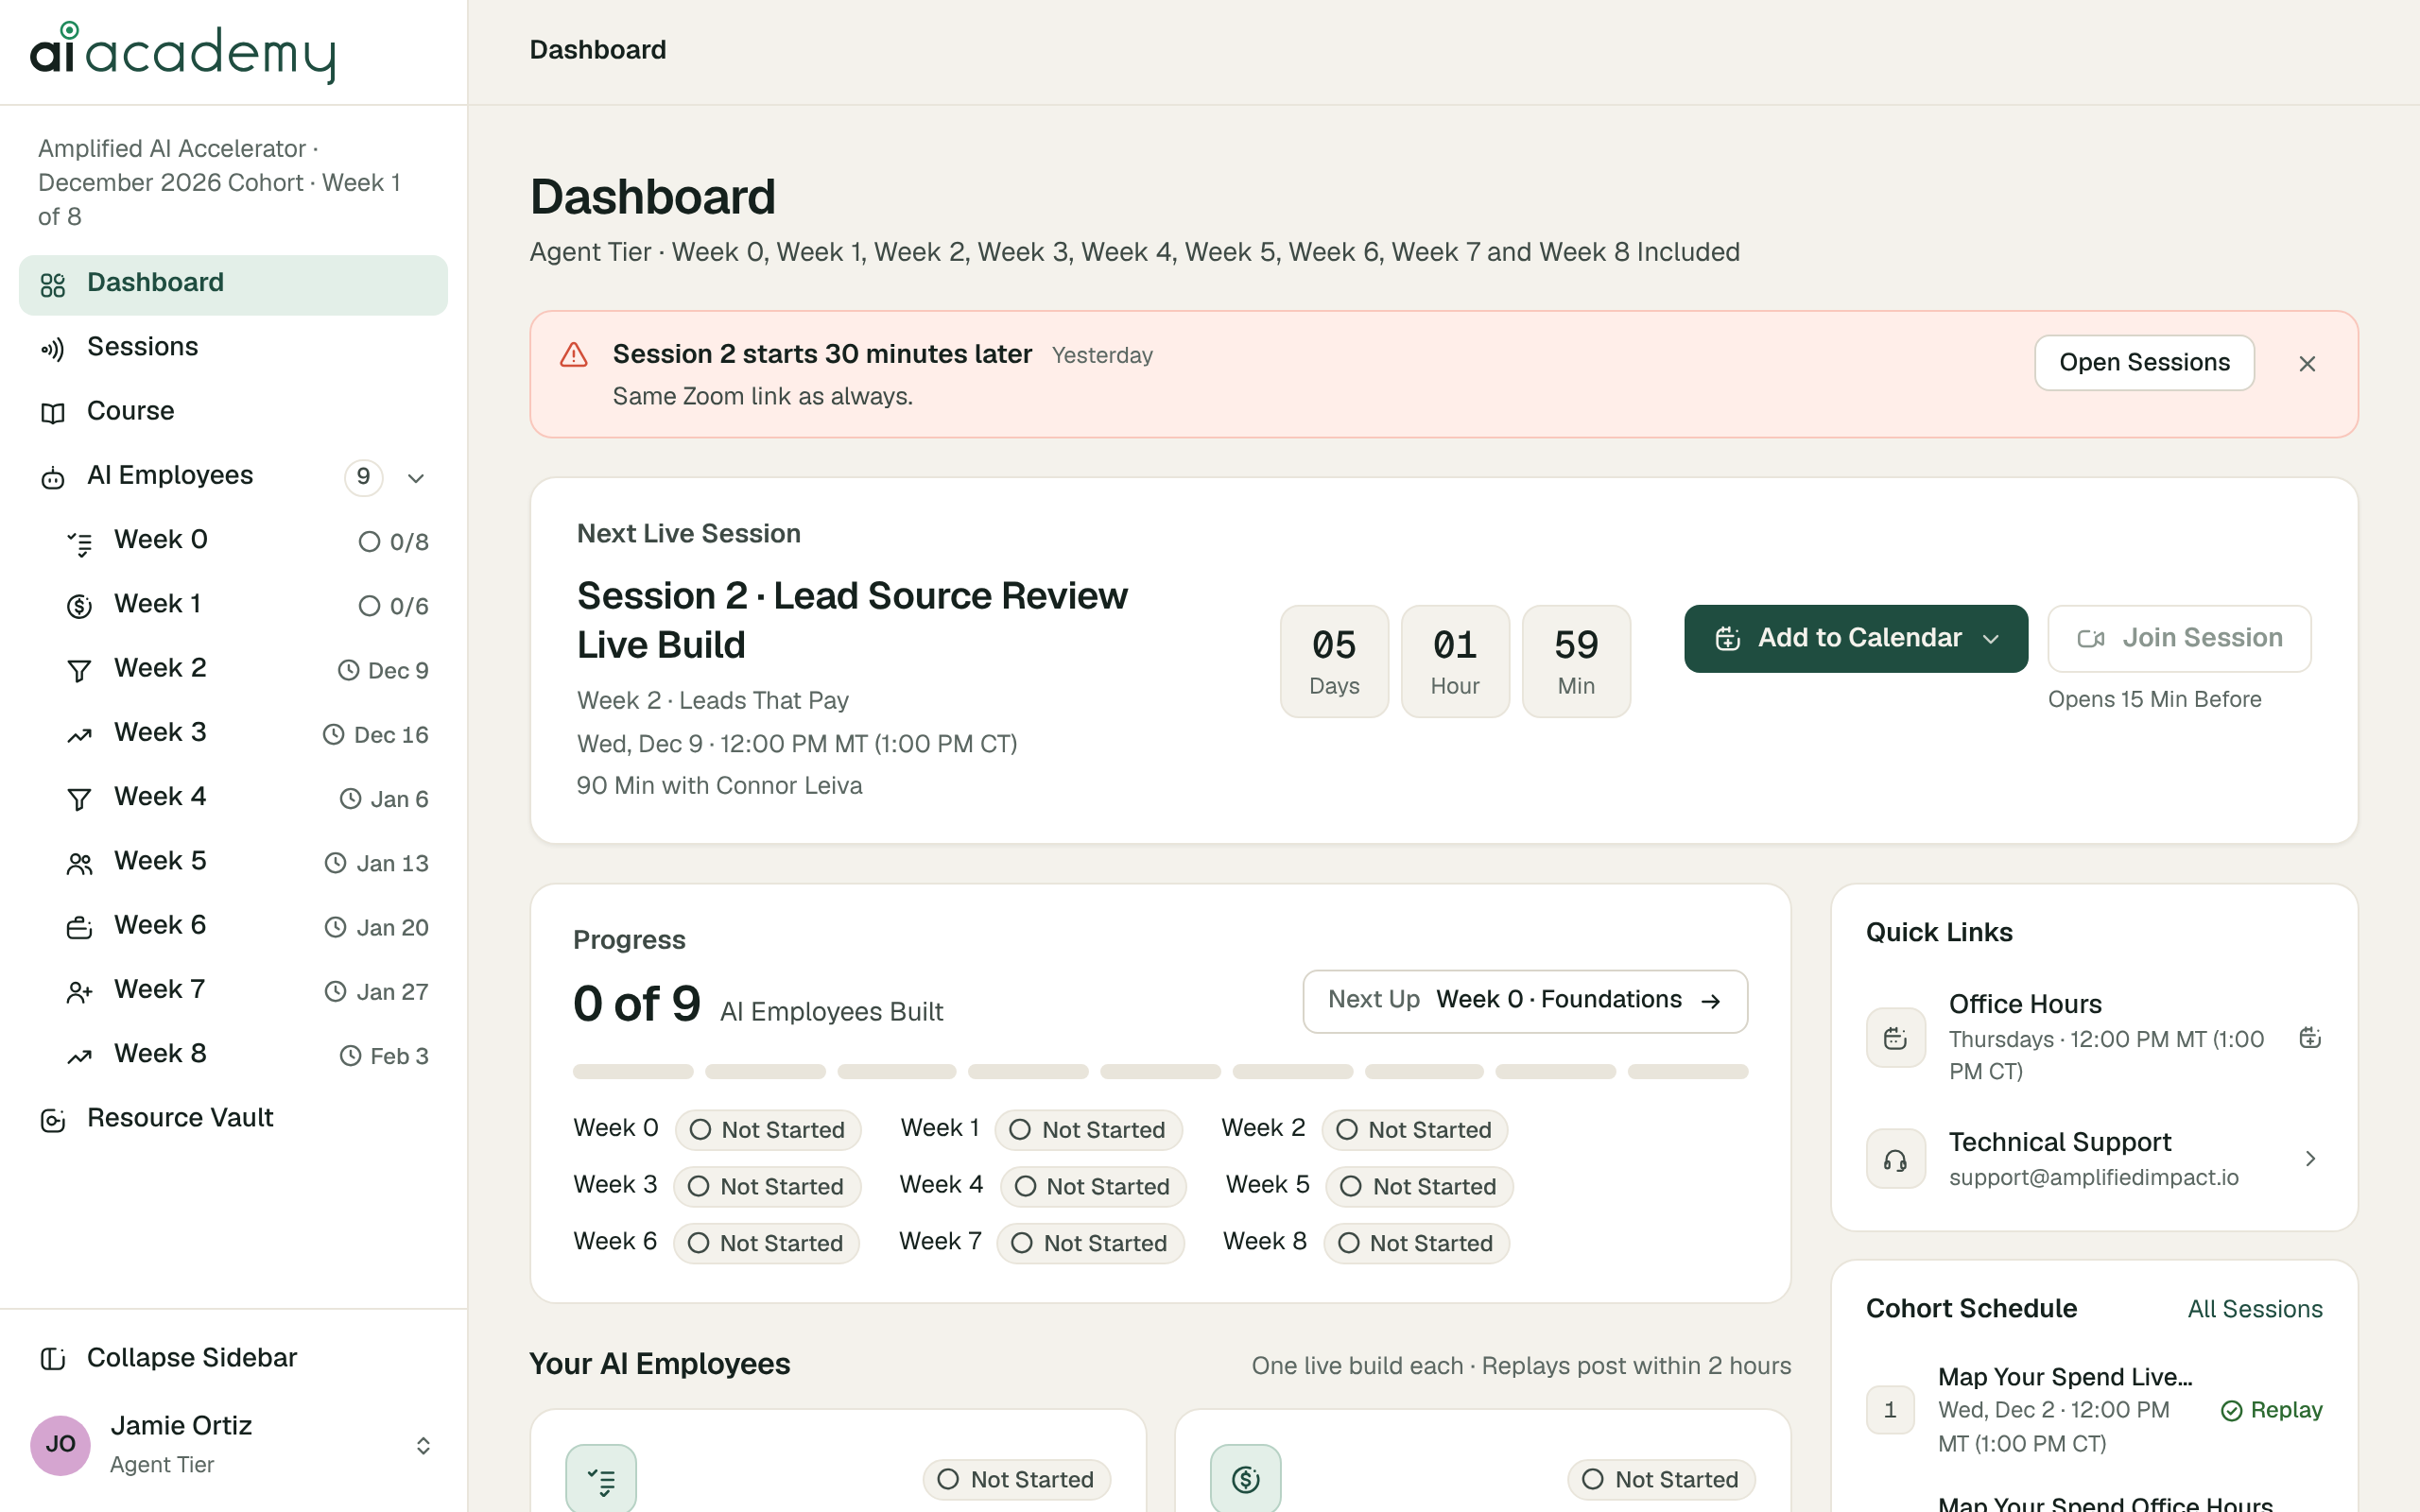 ai academy
Amplified AI Accelerator ·
December 2026 Cohort · Week 1
of 8
Dashboard
Sessions
Course
AI Employees 9
Week 0 0/8
Week 1 0/6
Week 2 Dec 9
Week 3 Dec 16
Week 4 Jan 6
Week 5 Jan 13
Week 6 Jan 20
Week 7 Jan 27
Week 8 Feb 3
Resource Vault
Collapse Sidebar
JO
Jamie Ortiz
Agent Tier
Dashboard
Dashboard
Agent Tier · Week 0, Week 1, Week 2, Week 3, Week 4, Week 5, Week 6, Week 7 and Week 8 Included
Session 2 starts 30 minutes later Yesterday
Same Zoom link as always.
Open Sessions
Next Live Session
Session 2 · Lead Source Review
Live Build
Week 2 · Leads That Pay
Wed, Dec 9 · 12:00 PM MT (1:00 PM CT)
90 Min with Connor Leiva
05 01 59
Days Hour Min
Add to Calendar
Join Session
Opens 15 Min Before
Progress
0 of 9 AI Employees Built
Next Up Week 0 · Foundations
Week 0 Not Started Week 1 Not Started Week 2 Not Started
Week 3 Not Started Week 4 Not Started Week 5 Not Started
Week 6 Not Started Week 7 Not Started Week 8 Not Started
Your AI Employees
One live build each · Replays post within 2 hours
Not Started
Not Started
Quick Links
Office Hours
Thursdays · 12:00 PM MT (1:00
PM CT)
Technical Support
support@amplifiedimpact.io
Cohort Schedule All Sessions
1
Map Your Spend Live...
Wed, Dec 2 · 12:00 PM
MT (1:00 PM CT)
Replay
Map Your Spend Office Hours